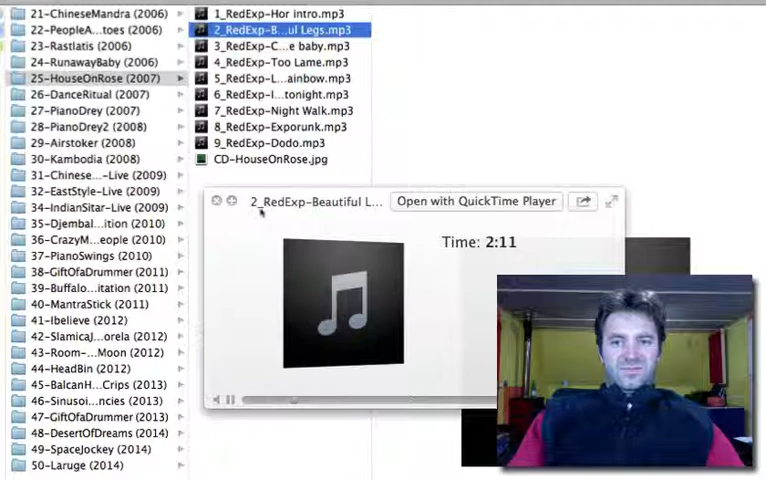 21-ChineseMandra (2006)
22-PeopleA...toes (2006)
23-Rastlatis (2006)
24-RunawayBaby (2006)
25-HouseOnRose (2007)
26-DanceRitual (2007)
27-PianoDrey (2007)
28-PianoDrey2 (2008)
29-Airstoker (2008)
30-Kambodia (2008)
31-Chinese...-Live (2009)
32-EastStyle-Live (2009)
34-IndianSitar-Live (2009)
35-Djembal...ition (2010)
36-CrazyM...eople (2010)
37-PianoSwings (2010)
38-GiftOfaDrummer (2011)
39-Buffalo...itation (2011)
40-MantraStick (2011)
41-Ibelieve (2012)
42-SlamicaJ...orela (2012)
43-Room-...Moon (2012)
44-HeadBin (2012)
45-BalcanH...Crips (2013)
46-Sinusoi...ncies (2013)
47-GiftOfaDrummer (2013)
48-DesertOfDreams (2014)
49-SpaceJockey (2014)
50-Laruge (2014)
1_RedExp-Hor intro.mp3
2_RedExp-B...ul Legs.mp3
3_RedExp-C...e baby.mp3
4_RedExp-Too Lame.mp3
5_RedExp-L...ainbow.mp3
6_RedExp-I...tonight.mp3
7_RedExp-Night Walk.mp3
8_RedExp-Exporunk.mp3
9_RedExp-Dodo.mp3
CD-HouseOnRose.jpg
2_RedExp-Beautiful L...
Open with QuickTime Player
Time: 2:11